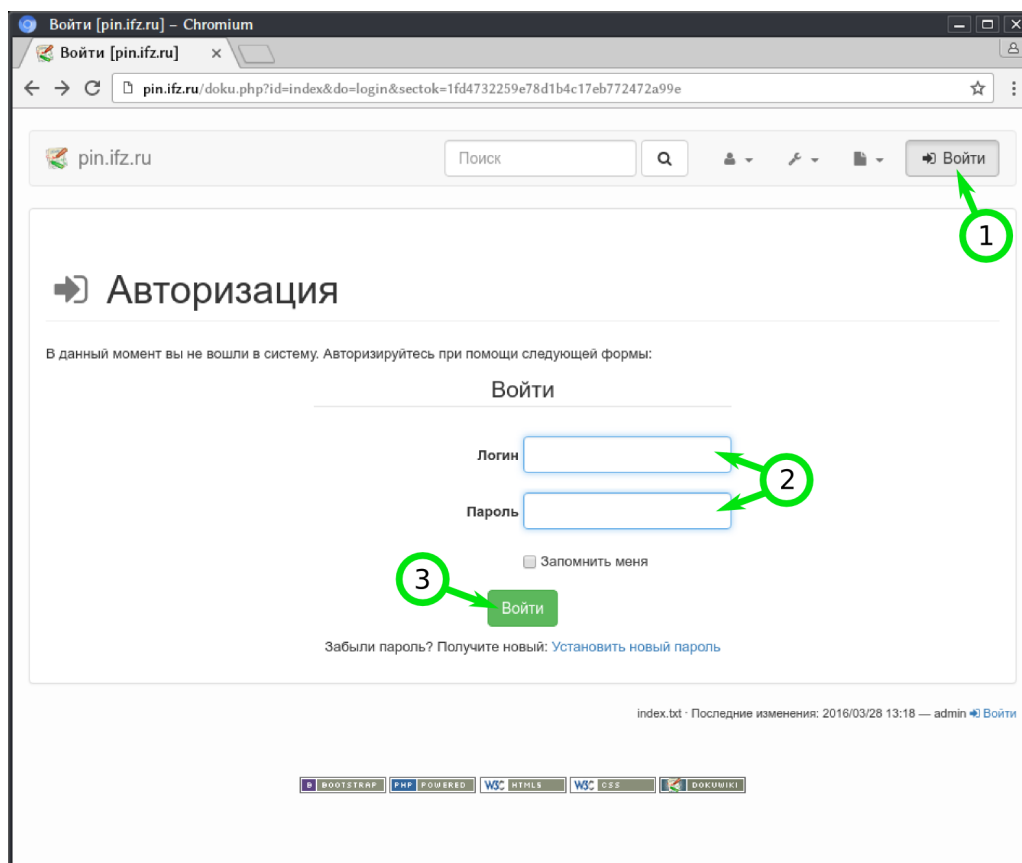 Войти [pin.ifz.ru] – Chromium
Войти [pin.ifz.ru] x
pin.ifz.ru/doku.php?id=index&do=login&sectok=1fd4732259e78d1b4c17eb772472a99e
pin.ifz.ru Поиск Войти
1
Авторизация
В данный момент вы не вошли в систему. Авторизируйтесь при помощи следующей формы:
Войти
Логин
2
Пароль
Запомнить меня
3
Войти
Забыли пароль? Получите новый: Установить новый пароль
index.txt · Последние изменения: 2016/03/28 13:18 — admin Войти
B BOOTSTRAP PHP POWERED W3C HTML5 W3C CSS DOKUWIKI